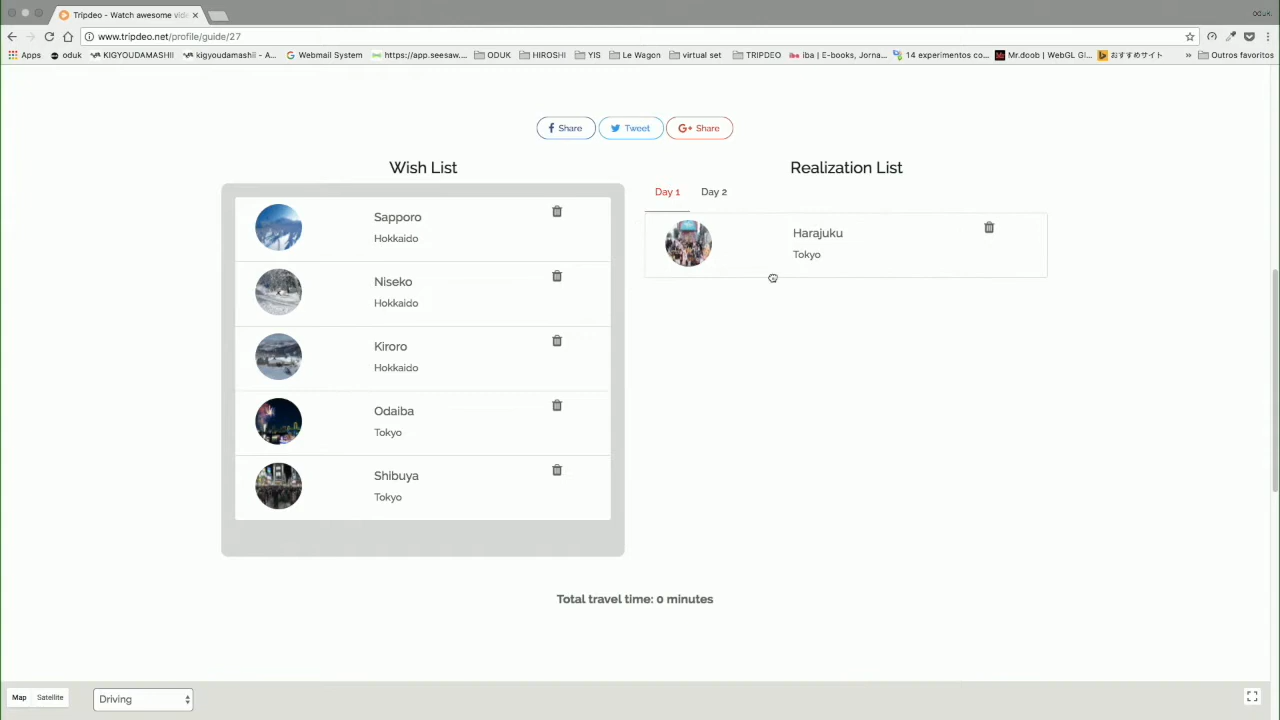 Tripdeo - Watch awesome vid
oduk
www.tripdeo.net/profile/guide/27
Apps oduk KIGYOUDAMASHII kigyoudamashii - A... Webmail System https://app.seesaw.... ODUK HIROSHI YIS Le Wagon virtual set TRIPDEO iba | E-books, Jorna... 14 experimentos co... Mr.doob | WebGL Gl... おすすめサイト » Outros favoritos
Share Tweet G+ Share
Wish List
Realization List
Day 1 Day 2
Sapporo
Hokkaido
Niseko
Hokkaido
Kiroro
Hokkaido
Odaiba
Tokyo
Shibuya
Tokyo
Harajuku
Tokyo
Total travel time: 0 minutes
Map Satellite Driving